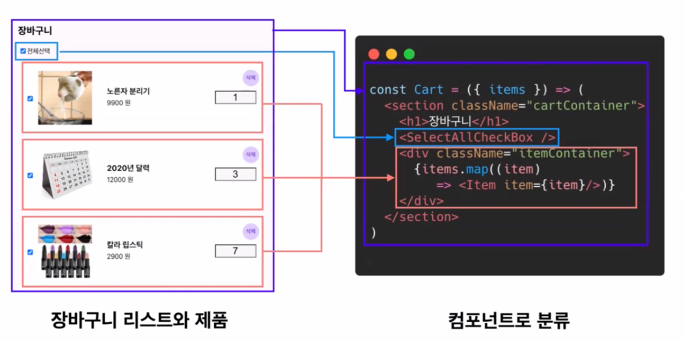 장바구니
전체선택
노른자 분리기
9900 원
삭제
1
2020년 달력
12000 원
삭제
3
칼라 립스틱
2900 원
삭제
7
장바구니 리스트와 제품
const Cart = ({ items }) => (
<section className="cartContainer">
<h1>장바구니</h1>
<SelectAllCheckBox />
<div className="itemContainer">
{items.map((item)
=> <Item item={item}/>)}
</div>
</section>
)
컴포넌트로 분류